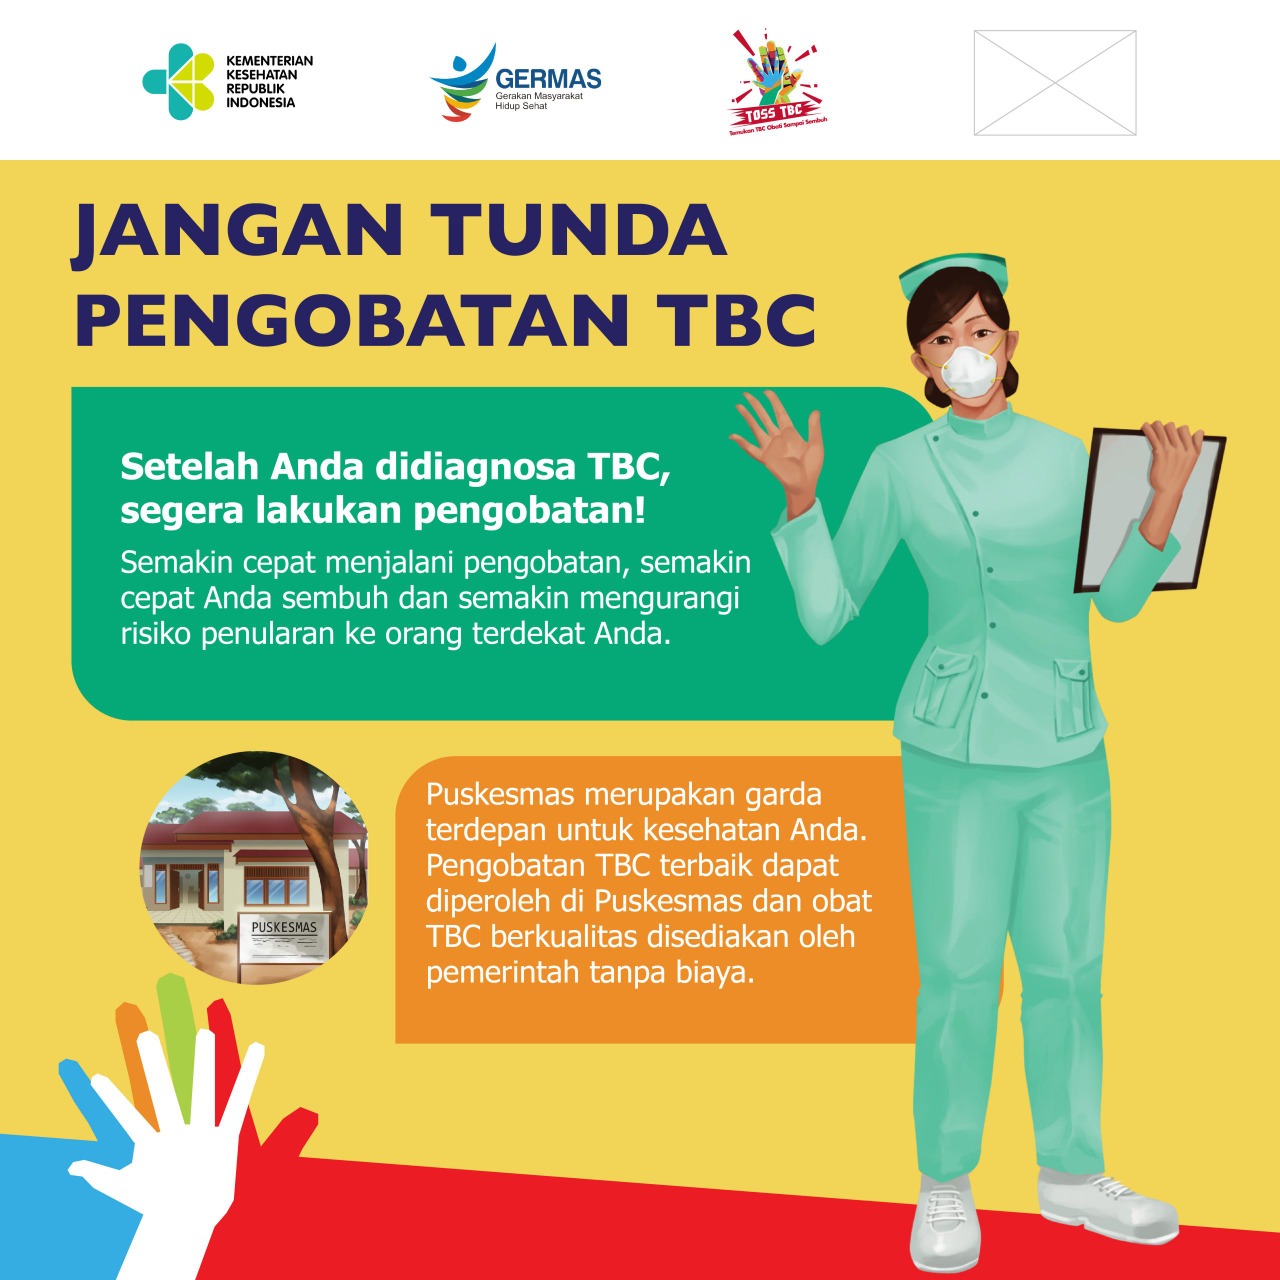 KEMENTERIAN
KESEHATAN
REPUBLIK
INDONESIA
GERMAS
Gerakan Masyarakat
Hidup Sehat
TOSS TBC
Temukan TBC Obati Sampai Sembuh
JANGAN TUNDA
PENGOBATAN TBC
Setelah Anda didiagnosa TBC,
segera lakukan pengobatan!
Semakin cepat menjalani pengobatan, semakin
cepat Anda sembuh dan semakin mengurangi
risiko penularan ke orang terdekat Anda.
PUSKESMAS
Puskesmas merupakan garda
terdepan untuk kesehatan Anda.
Pengobatan TBC terbaik dapat
diperoleh di Puskesmas dan obat
TBC berkualitas disediakan oleh
pemerintah tanpa biaya.